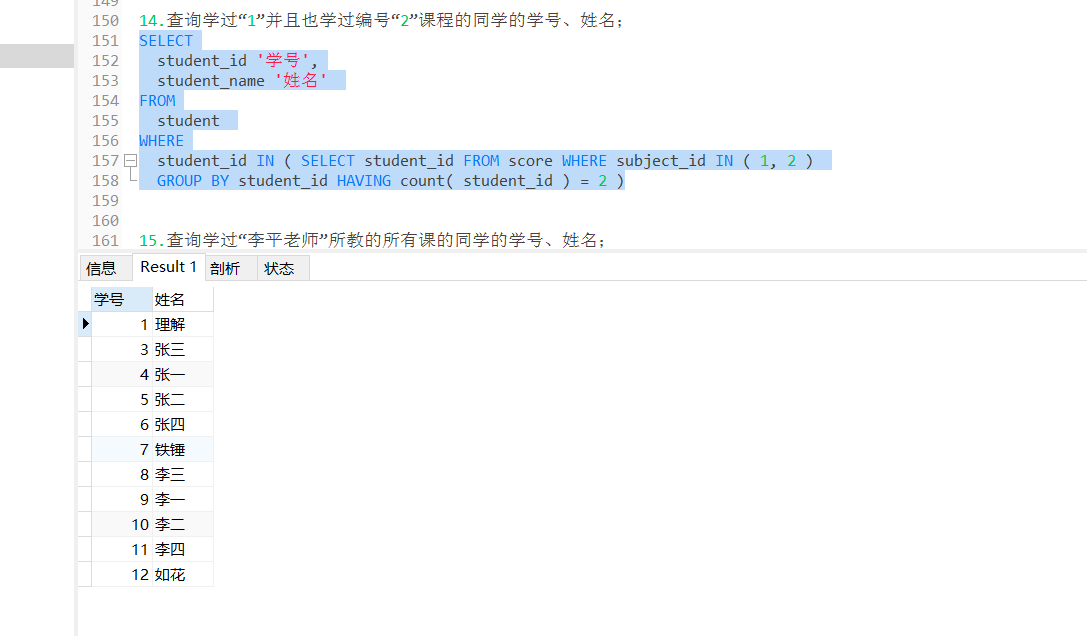 149
150 14.查询学过“1”并且也学过编号“2”课程的同学的学号、姓名;
151 SELECT
152 student_id '学号',
153 student_name '姓名'
154 FROM
155 student
156 WHERE
157 student_id IN ( SELECT student_id FROM score WHERE subject_id IN ( 1, 2 )
158 GROUP BY student_id HAVING count( student_id ) = 2 )
159
160
161 15.查询学过“李平老师”所教的所有课的同学的学号、姓名;
信息 Result 1 剖析 状态
学号 姓名
1 理解
3 张三
4 张一
5 张二
6 张四
7 铁锤
8 李三
9 李一
10 李二
11 李四
12 如花